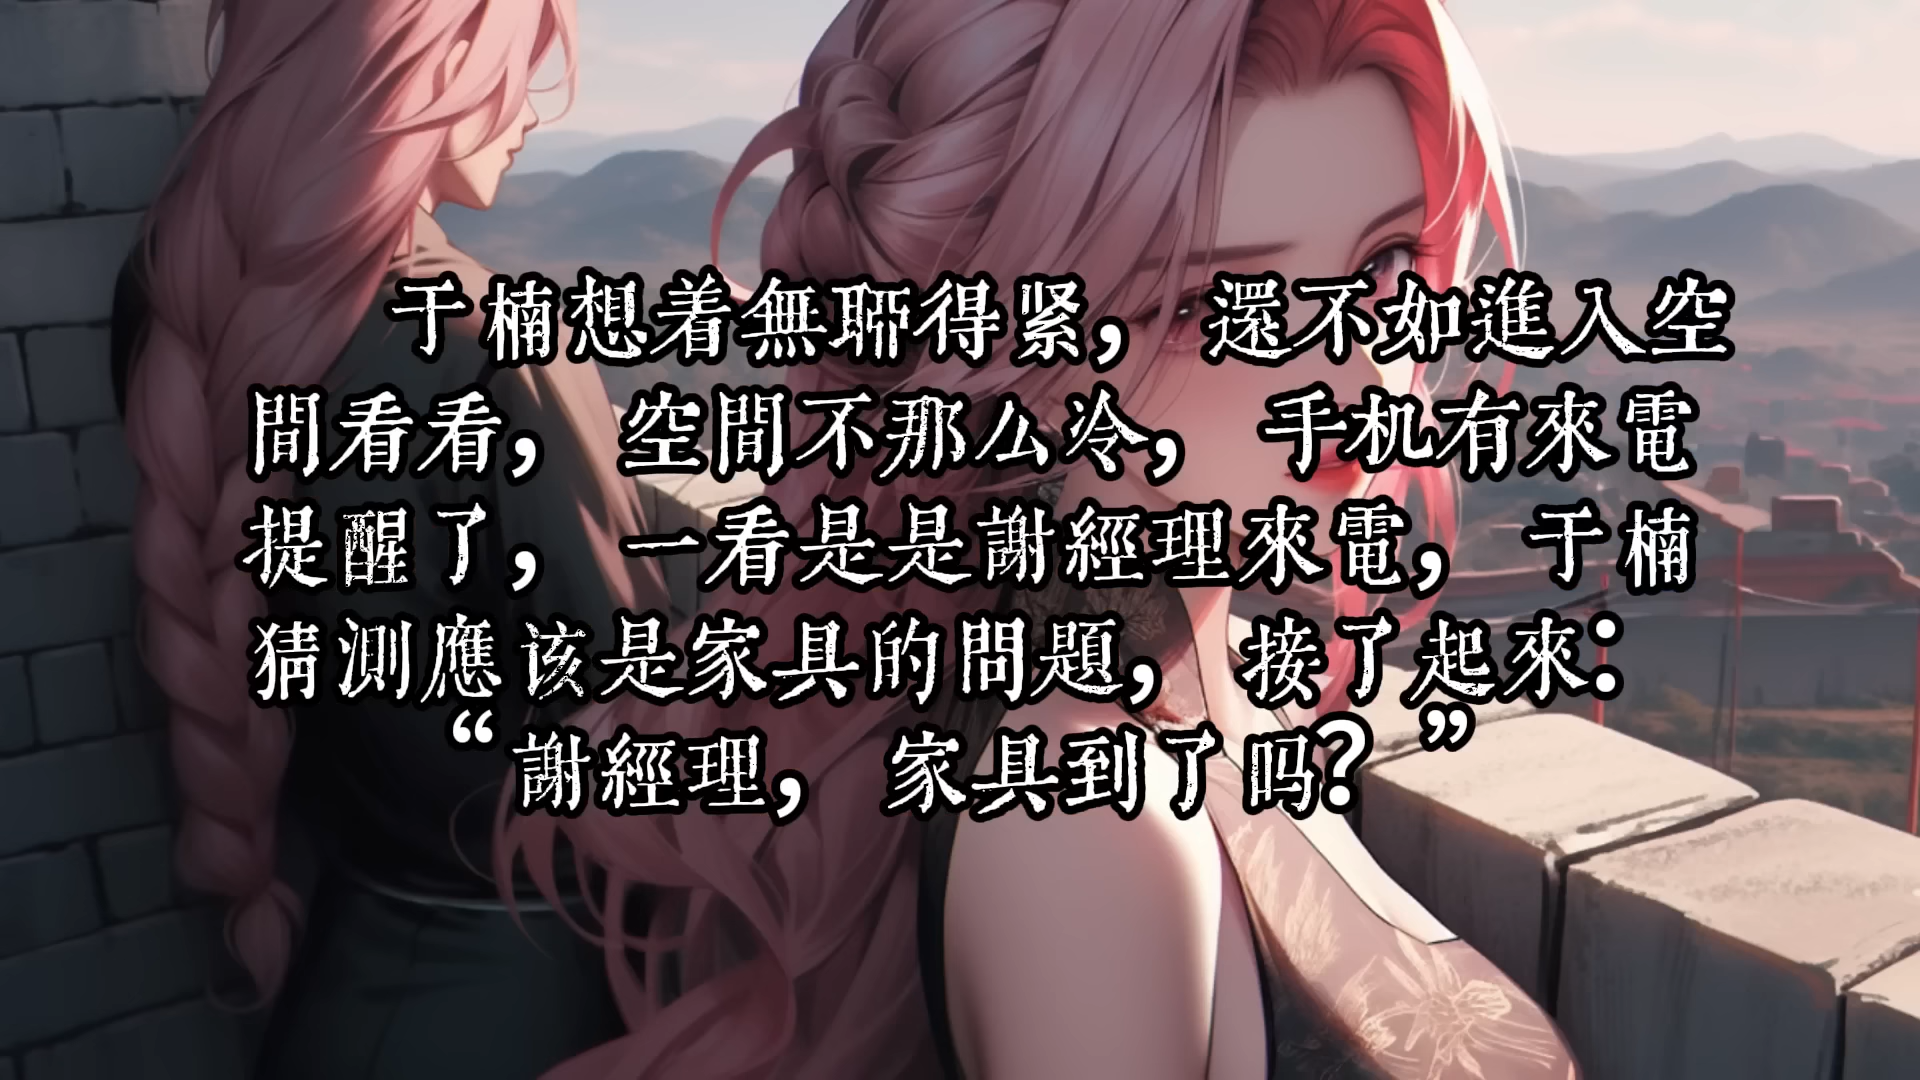 于楠想着無聊得紧，還不如進入空
間看看，空間不那么冷，手机有來電
提醒了，一看是是謝經理來電，于楠
猜測應该是家具的問題，接了起來：
“謝經理，家具到了吗？”